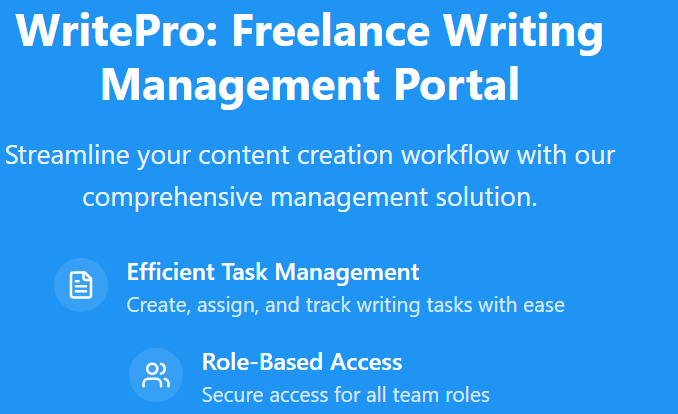 WritePro: Freelance Writing
Management Portal
Streamline your content creation workflow with our
comprehensive management solution.
Efficient Task Management
Create, assign, and track writing tasks with ease
Role-Based Access
Secure access for all team roles